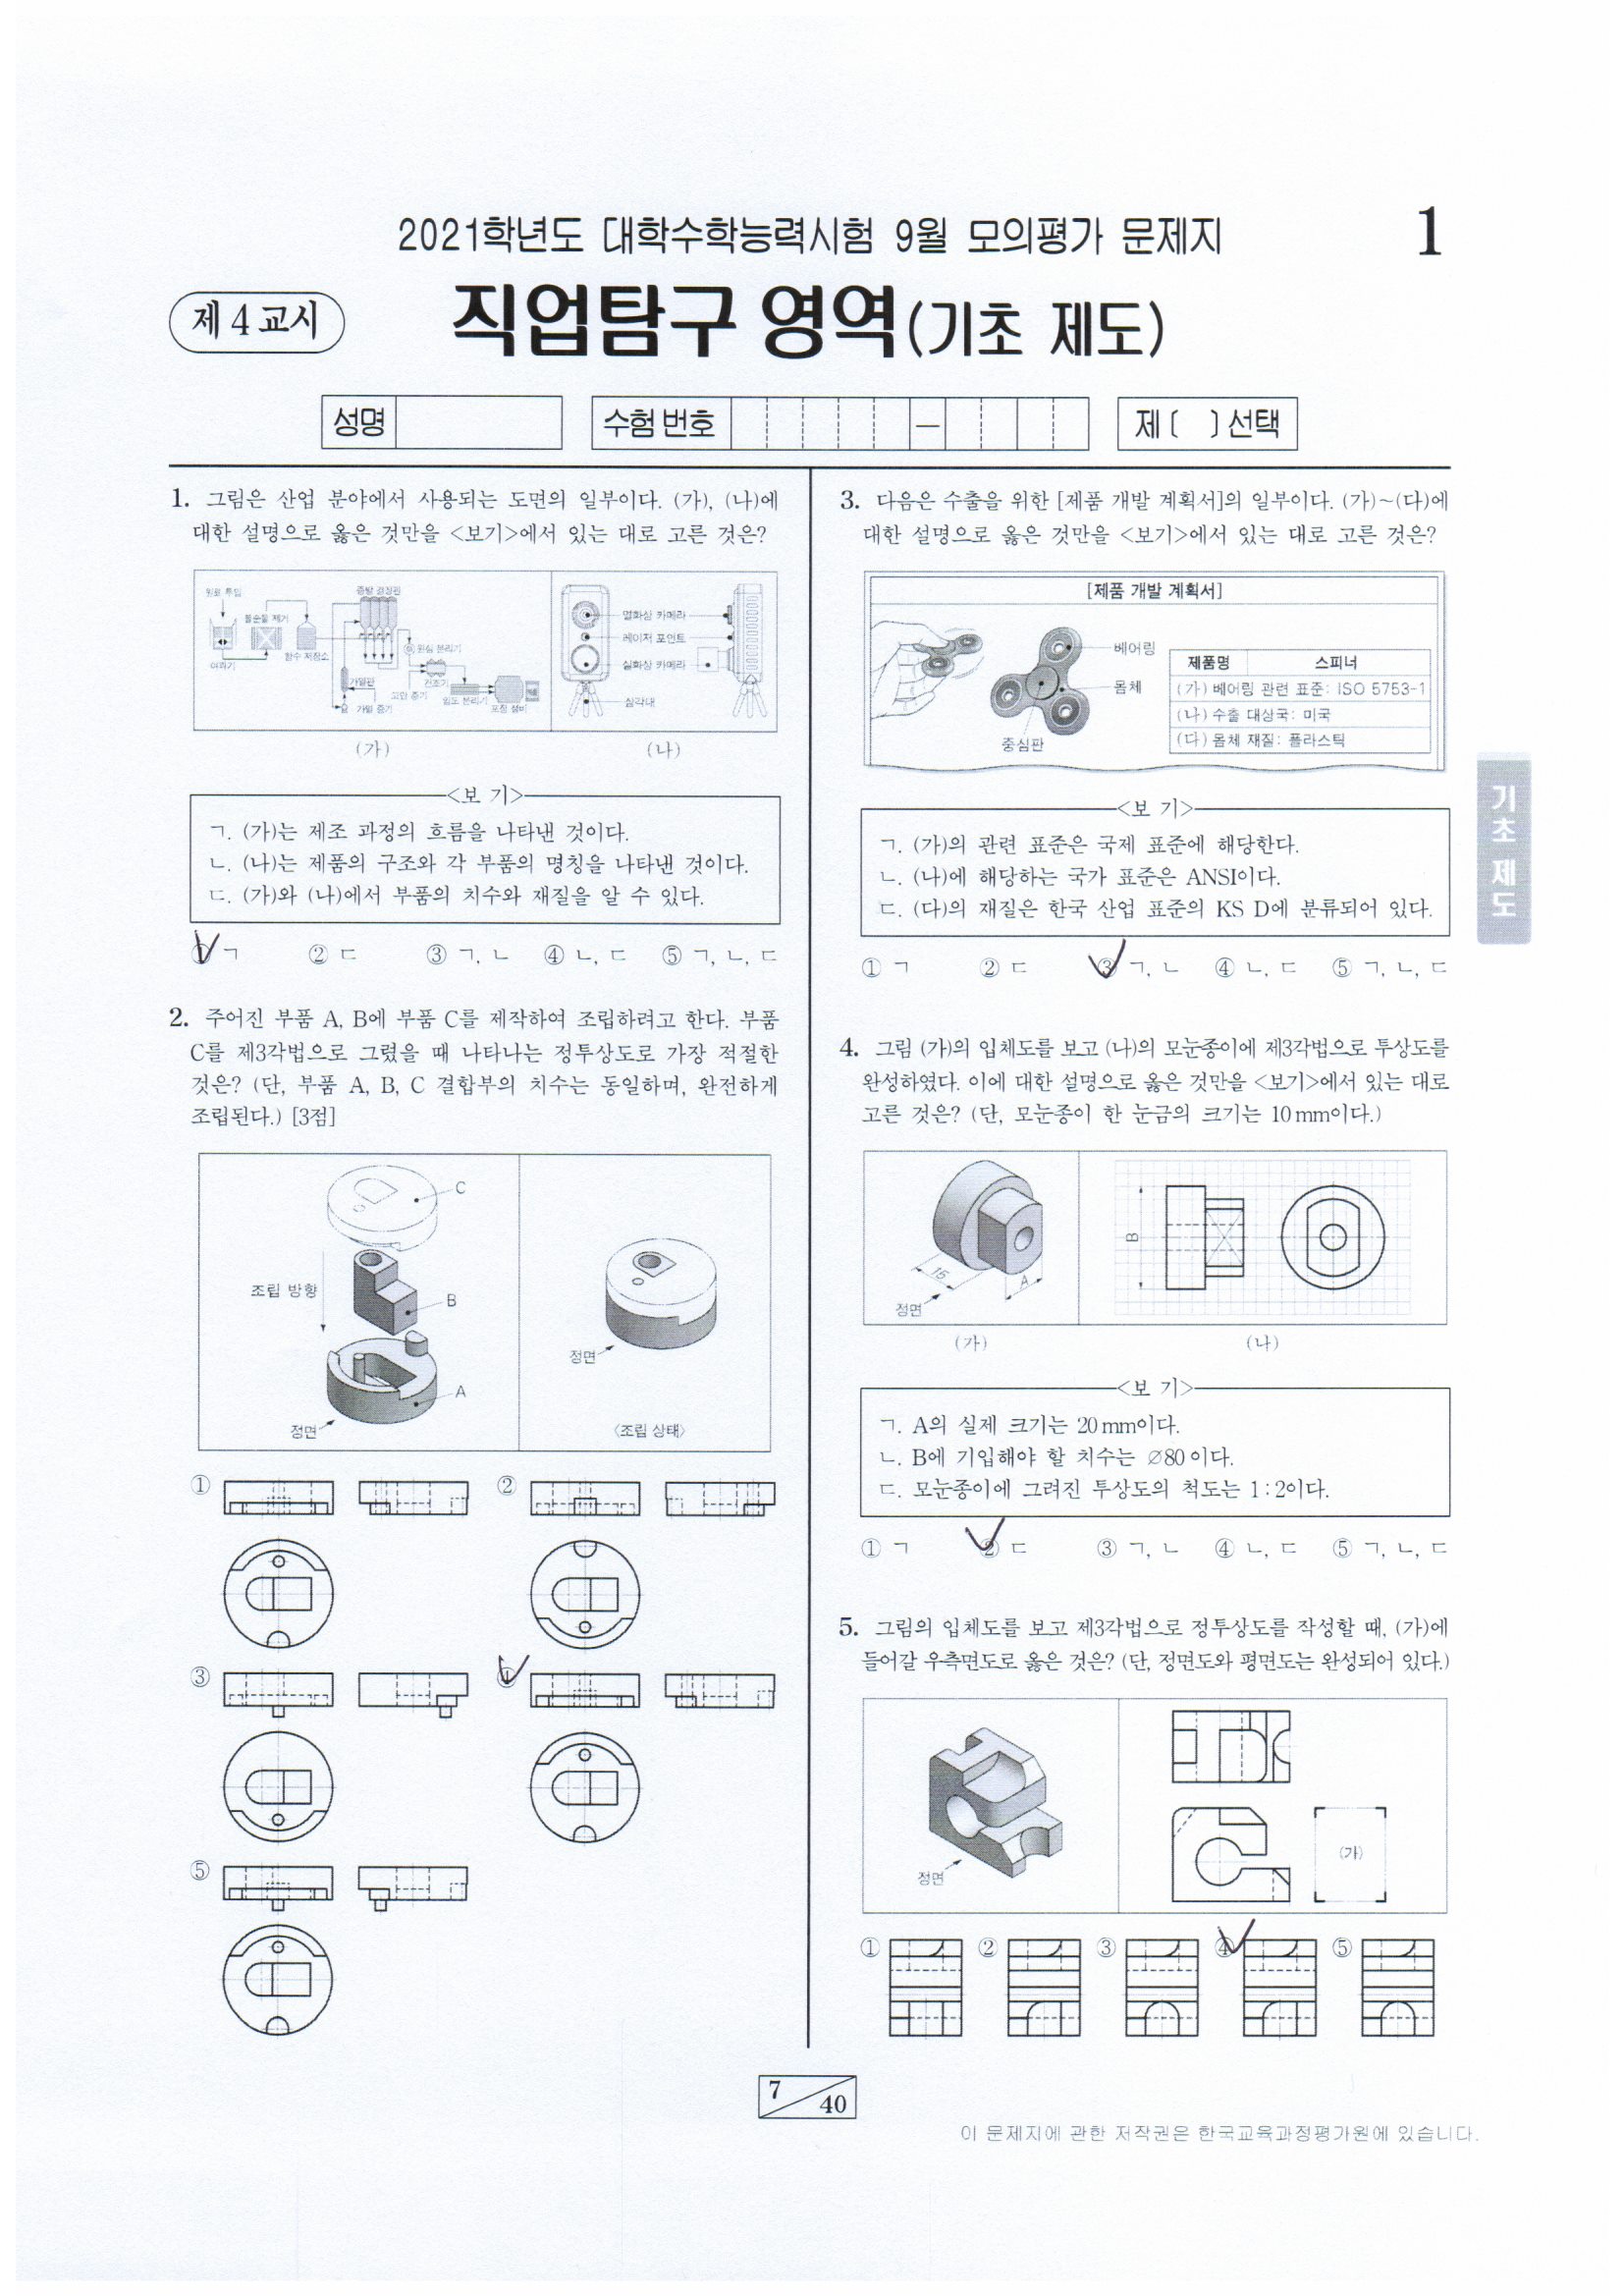 2021학년도 대학수학능력시험 9월 모의평가 문제지
1
제 4 교시
직업탐구 영역(기초 제도)
성명
수험 번호
—
제 ( ) 선택
1. 그림은 산업 분야에서 사용되는 도면의 일부이다. (가), (나)에
대한 설명으로 옳은 것만을 <보기>에서 있는 대로 고른 것은?
원료 투입
불순물 제거
증발 결정관
여과기
함수 저장소
원심 분리기
가열관
건조기
고압 증기
입도 분리기
포장 설비
가열 증기
열화상 카메라
레이저 포인트
실화상 카메라
삼각대
(가)
(나)
<보 기>
ㄱ. (가)는 제조 과정의 흐름을 나타낸 것이다.
ㄴ. (나)는 제품의 구조와 각 부품의 명칭을 나타낸 것이다.
ㄷ. (가)와 (나)에서 부품의 치수와 재질을 알 수 있다.
① ㄱ ② ㄷ ③ ㄱ, ㄴ ④ ㄴ, ㄷ ⑤ ㄱ, ㄴ, ㄷ
2. 주어진 부품 A, B에 부품 C를 제작하여 조립하려고 한다. 부품
C를 제3각법으로 그렸을 때 나타나는 정투상도로 가장 적절한
것은? (단, 부품 A, B, C 결합부의 치수는 동일하며, 완전하게
조립된다.) [3점]
C
조립 방향
B
A
정면
정면
<조립 상태>
①
②
③
④
⑤
3. 다음은 수출을 위한 [제품 개발 계획서]의 일부이다. (가)~(다)에
대한 설명으로 옳은 것만을 <보기>에서 있는 대로 고른 것은?
[제품 개발 계획서]
베어링
몸체
중심판
제품명 스피너
(가) 베어링 관련 표준: ISO 5753-1
(나) 수출 대상국: 미국
(다) 몸체 재질: 플라스틱
<보 기>
ㄱ. (가)의 관련 표준은 국제 표준에 해당한다.
ㄴ. (나)에 해당하는 국가 표준은 ANSI이다.
ㄷ. (다)의 재질은 한국 산업 표준의 KS D에 분류되어 있다.
① ㄱ ② ㄷ ③ ㄱ, ㄴ ④ ㄴ, ㄷ ⑤ ㄱ, ㄴ, ㄷ
4. 그림 (가)의 입체도를 보고 (나)의 모눈종이에 제3각법으로 투상도를
완성하였다. 이에 대한 설명으로 옳은 것만을 <보기>에서 있는 대로
고른 것은? (단, 모눈종이 한 눈금의 크기는 10 mm이다.)
16
A
정면
B
(가)
(나)
<보 기>
ㄱ. A의 실제 크기는 20 mm이다.
ㄴ. B에 기입해야 할 치수는 ∅80 이다.
ㄷ. 모눈종이에 그려진 투상도의 척도는 1 : 2이다.
① ㄱ ② ㄷ ③ ㄱ, ㄴ ④ ㄴ, ㄷ ⑤ ㄱ, ㄴ, ㄷ
5. 그림의 입체도를 보고 제3각법으로 정투상도를 작성할 때, (가)에
들어갈 우측면도로 옳은 것은? (단, 정면도와 평면도는 완성되어 있다.)
정면
(가)
① ② ③ ④ ⑤
기초 제도
7
40
이 문제지에 관한 저작권은 한국교육과정평가원에 있습니다.